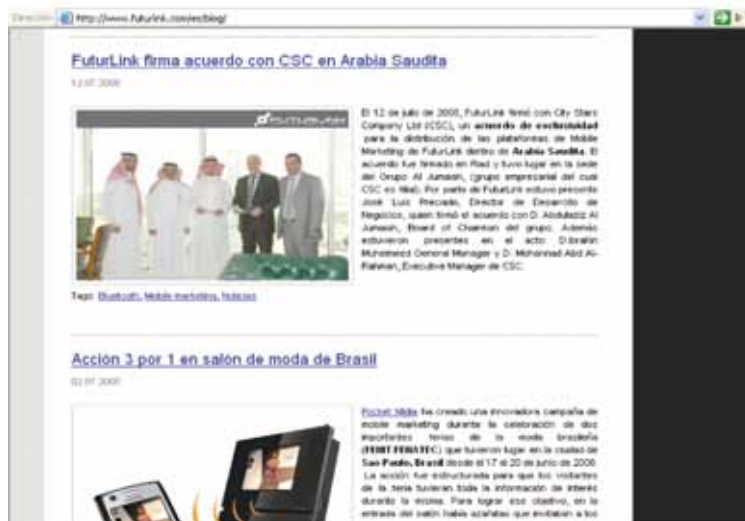 Dirección http://www.futurlink.com/es/blog/
FuturLink firma acuerdo con CSC en Arabia Saudita
FUTURLINK
El 12 de julio de 2008, FuturLink firmó con City Stars
Company Ltd (CSC), un acuerdo de exclusividad
para la distribución de las plataformas de Mobile
Marketing de FuturLink dentro de Arabia Saudita. El
acuerdo fue firmado en Riad y tuvo lugar en la sede
del Grupo Al Jumaiah, (grupo empresarial del cual
CSC es filial). Por parte de FuturLink estuvo presente
José Luis Preciado, Director de Desarrollo de
Negocios, quien firmó el acuerdo con D. Abdulaziz Al
Jumaiah, Board of Chairman del grupo. Además
estuvieron presentes en el acto D.Ibrahim
Muhammed General Manager y D. Mohannad Abd Al-
Rahman, Executive Manager de CSC.
Tags: Bluetooth, Mobile marketing, Noticias
Acción 3 por 1 en salón de moda de Brasil
02.07.2008
Pocket Midia ha creado una innovadora campaña de
mobile marketing durante la celebración de dos
importantes ferias de la moda brasileña
que tuvieron lugar en la ciudad de
Sao Paulo, Brasil desde el 17 al 20 de junio de 2008.
La acción fue estructurada para que los visitantes
de la feria tuvieran toda la información de interés
durante la misma. Para lograr ese objetivo, en la
entrada del salón había azafatas que invitaban a los